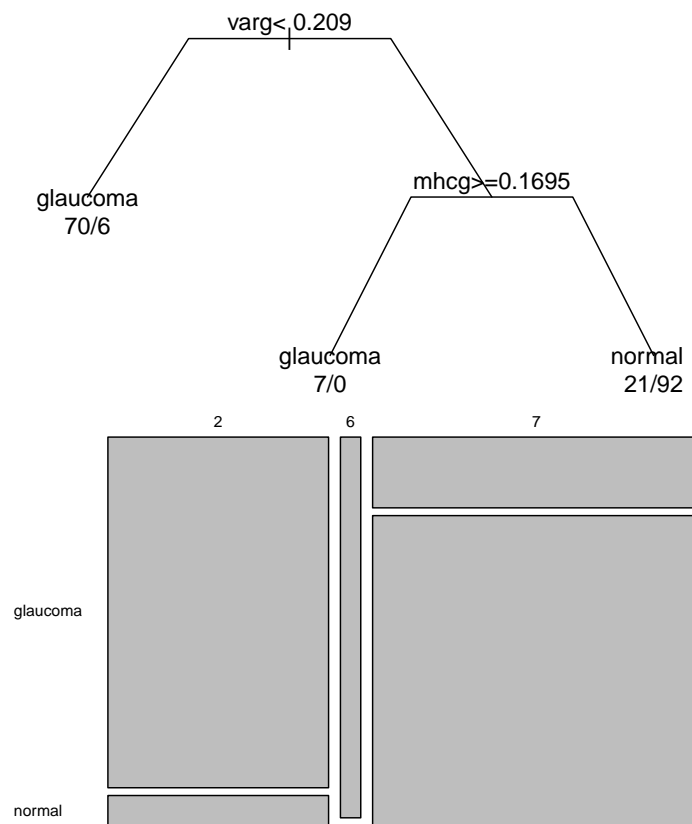 varg< 0.209
mhcg>=0.1695
glaucoma
70/6
glaucoma
7/0
normal
21/92
2 6 7
glaucoma
normal